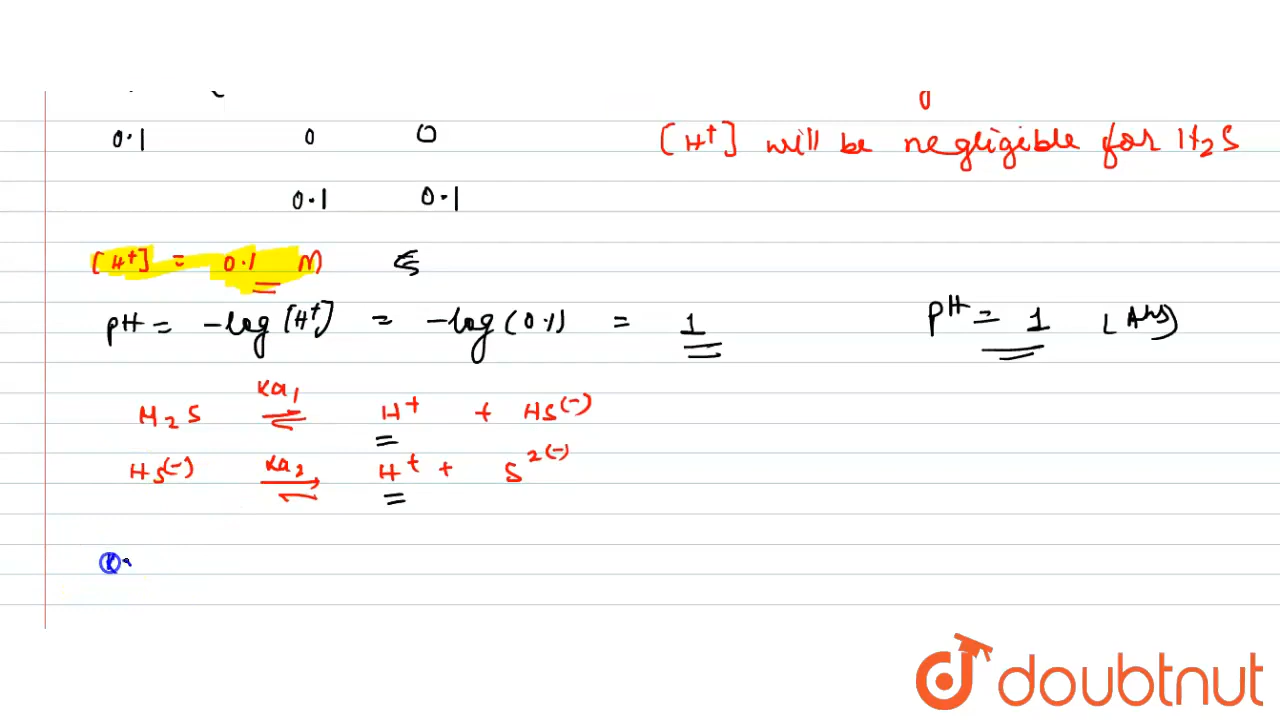 0.1 0 0
[H⁺] will be negligible for H₂S
0.1 0.1
[H⁺] = 0.1 M
pH = -log [H⁺] = -log (0.1) = 1
pH = 1 (Ans)
Ka₁
H₂S ⇌ H⁺ + HS(-)
Ka₂
HS(-) ⇌ H⁺ + S²(-)
K
doubtnut